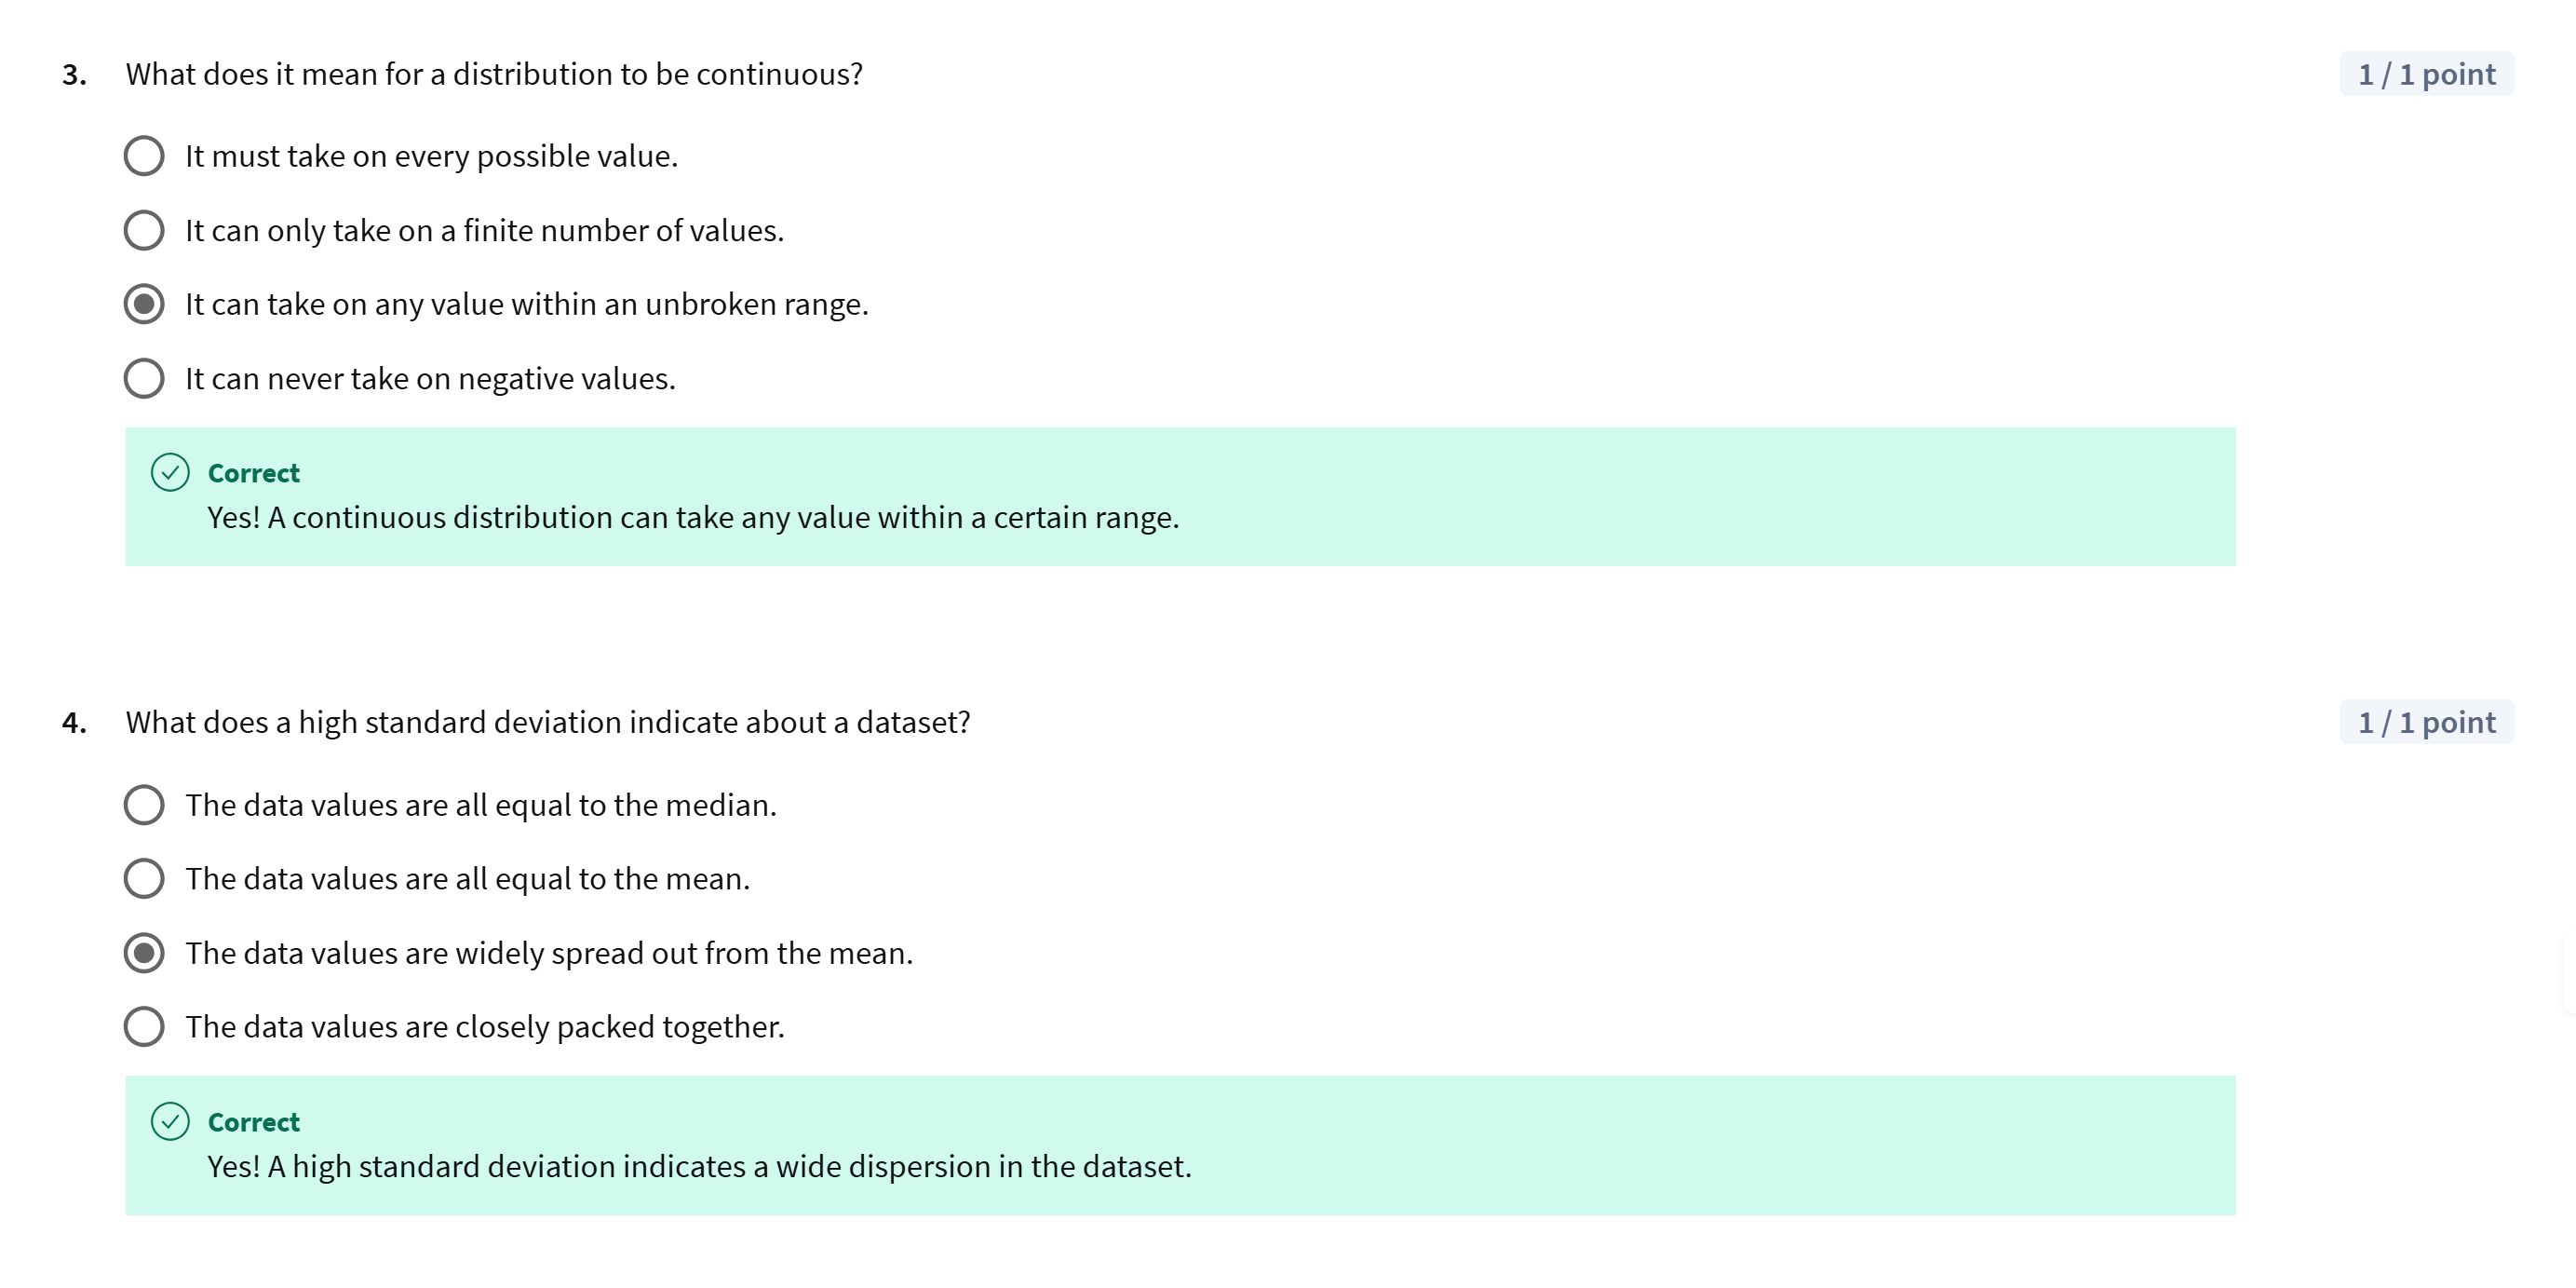 3. What does it mean for a distribution to be continuous? 1 / 1 point
It must take on every possible value.
It can only take on a finite number of values.
It can take on any value within an unbroken range.
It can never take on negative values.
Correct
Yes! A continuous distribution can take any value within a certain range.
4. What does a high standard deviation indicate about a dataset? 1 / 1 point
The data values are all equal to the median.
The data values are all equal to the mean.
The data values are widely spread out from the mean.
The data values are closely packed together.
Correct
Yes! A high standard deviation indicates a wide dispersion in the dataset.